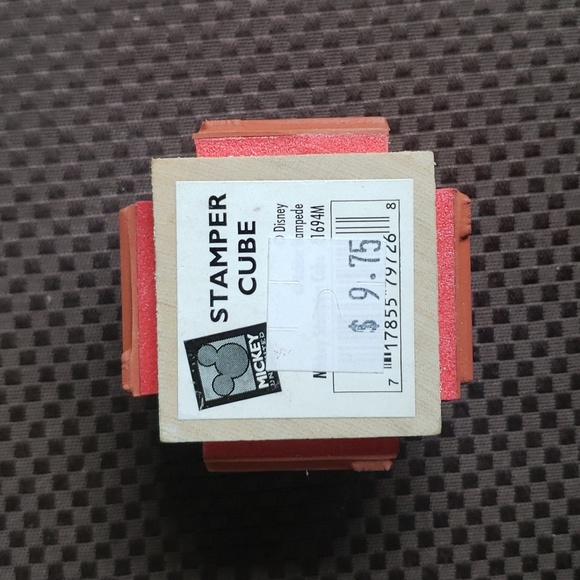 STAMPER
CUBE
Disney
ampede
1694M
$ 9.75
MICKEY
7 17855 79726 8